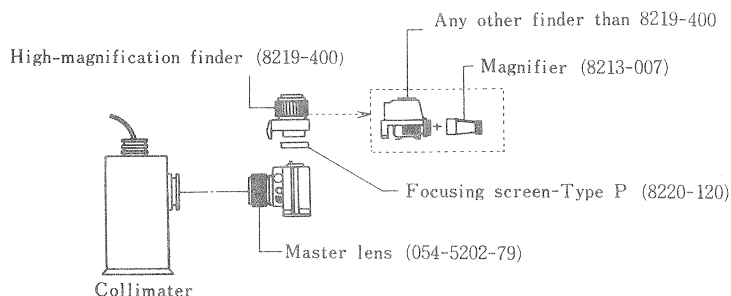 Any other finder than 8219-400
High-magnification finder (8219-400)
Magnifier (8213-007)
+
Focusing screen-Type P (8220-120)
Master lens (054-5202-79)
Collimater